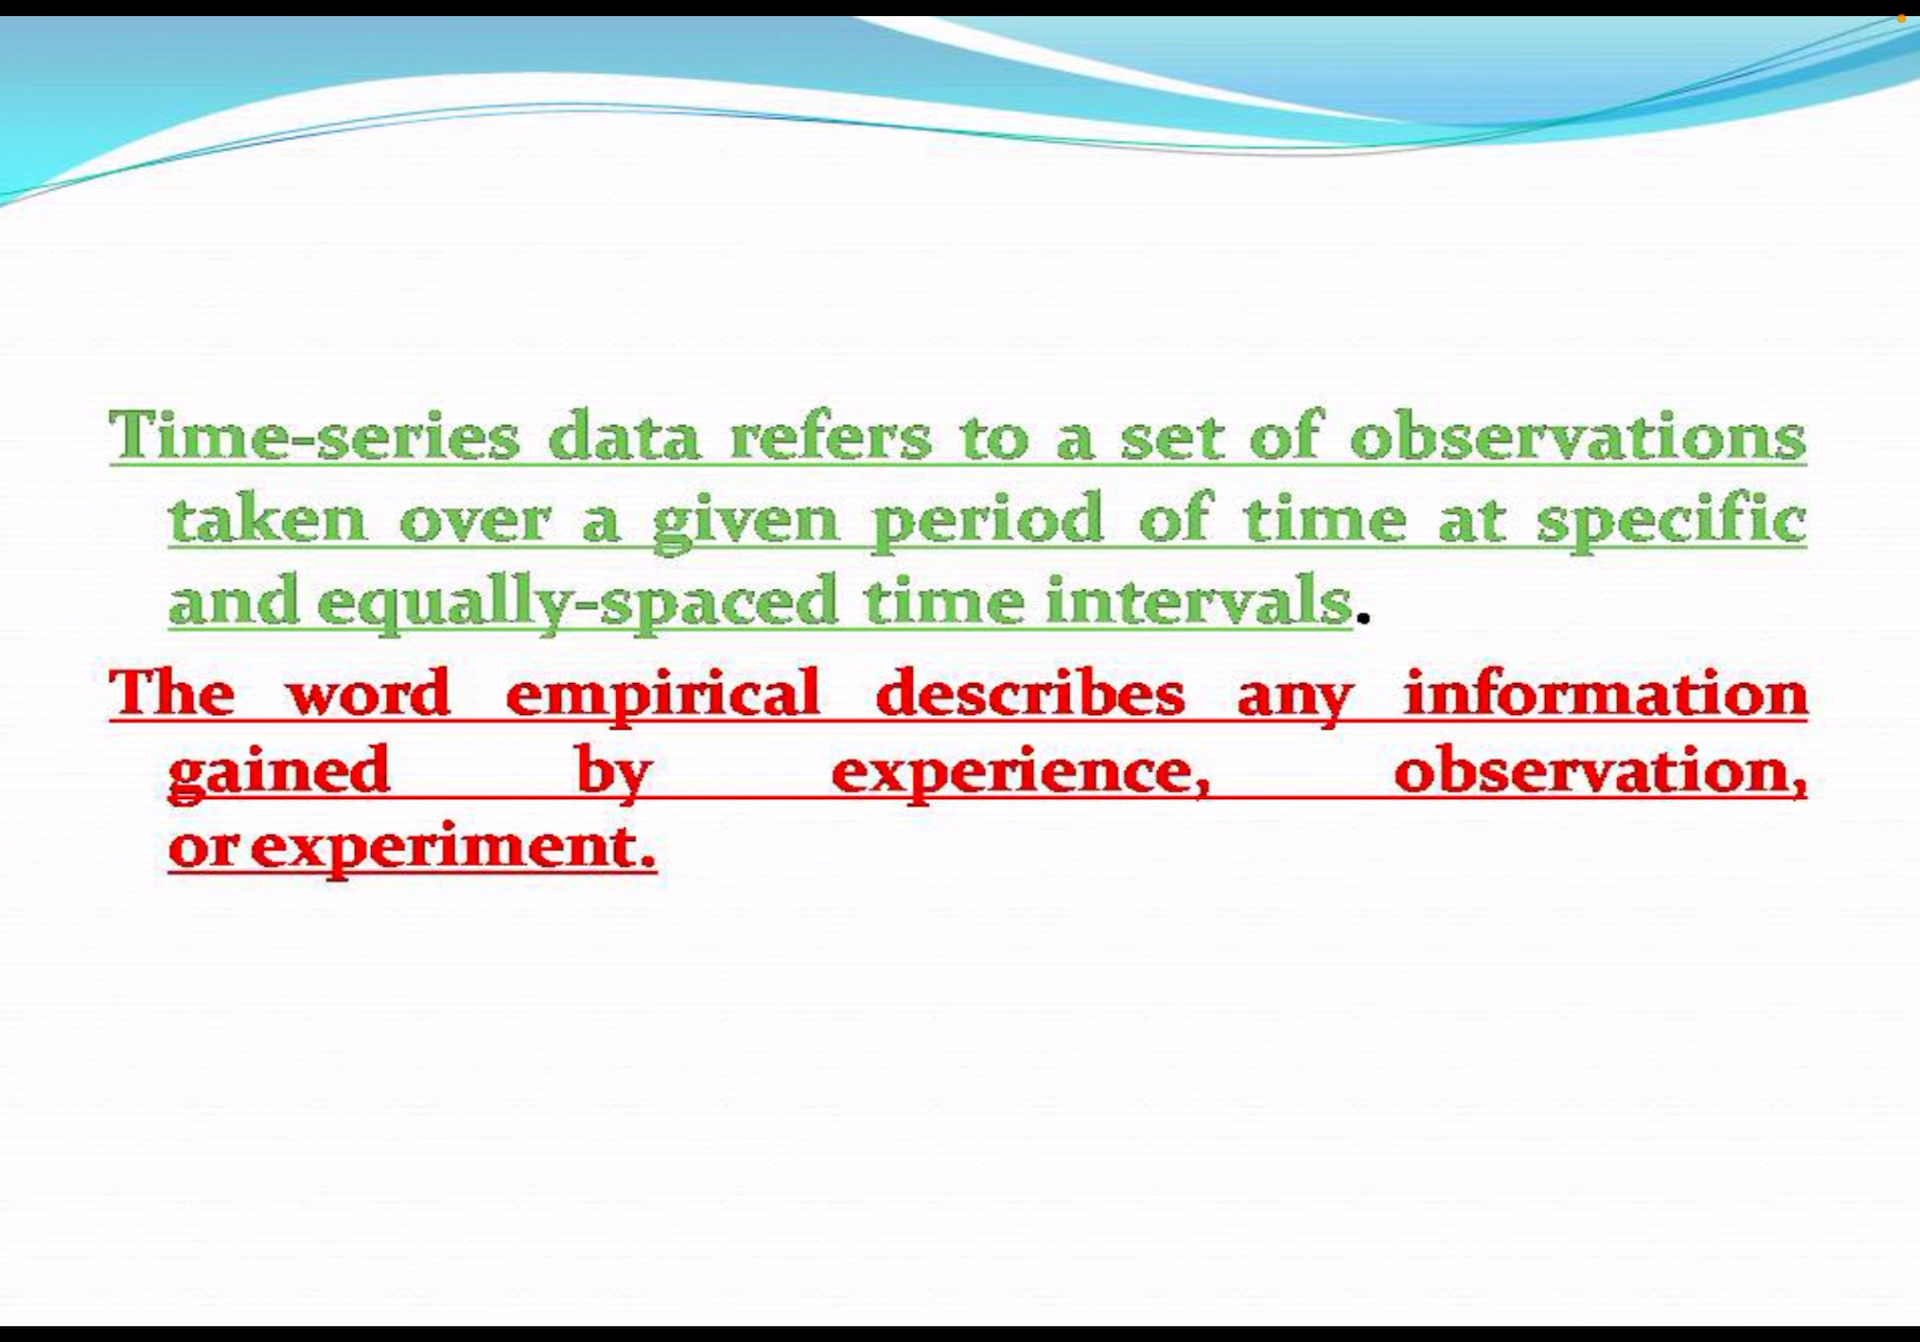 Time-series data refers to a set of observations
taken over a given period of time at specific
and equally-spaced time intervals.
The word empirical describes any information
gained by experience, observation,
or experiment.